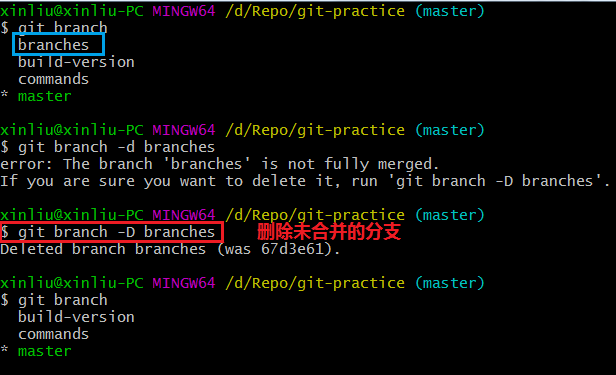 xinliu@xinliu-PC MINGW64 /d/Repo/git-practice (master)
$ git branch
  branches
  build-version
  commands
* master
xinliu@xinliu-PC MINGW64 /d/Repo/git-practice (master)
$ git branch -d branches
error: The branch 'branches' is not fully merged.
If you are sure you want to delete it, run 'git branch -D branches'.
xinliu@xinliu-PC MINGW64 /d/Repo/git-practice (master)
$ git branch -D branches 删除未合并的分支
Deleted branch branches (was 67d3e61).
xinliu@xinliu-PC MINGW64 /d/Repo/git-practice (master)
$ git branch
  build-version
  commands
* master